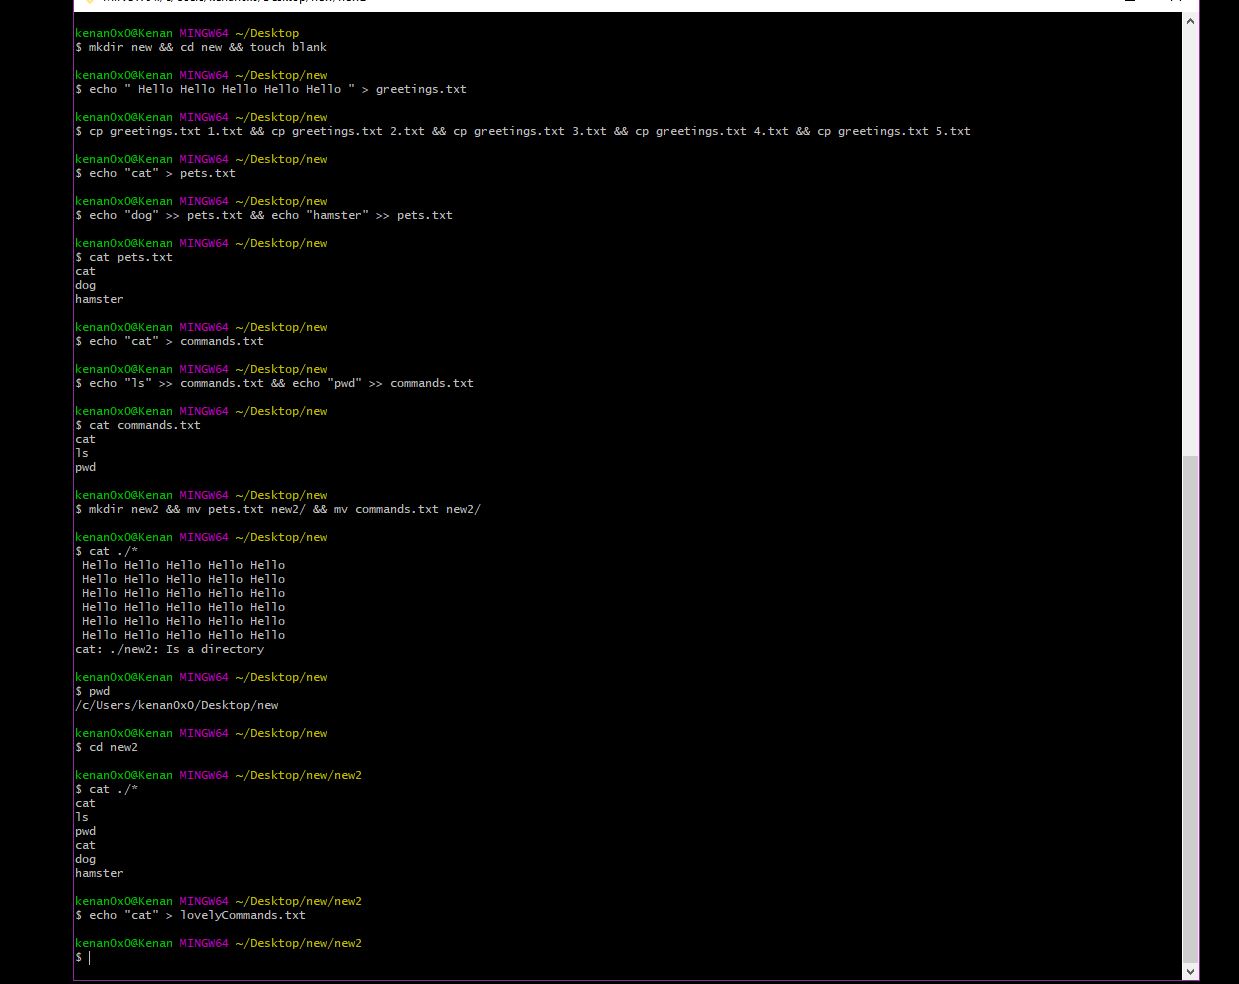 kenan0x0@Kenan MINGW64 ~/Desktop
$ mkdir new && cd new && touch blank
kenan0x0@Kenan MINGW64 ~/Desktop/new
$ echo " Hello Hello Hello Hello Hello " > greetings.txt
kenan0x0@Kenan MINGW64 ~/Desktop/new
$ cp greetings.txt 1.txt && cp greetings.txt 2.txt && cp greetings.txt 3.txt && cp greetings.txt 4.txt && cp greetings.txt 5.txt
kenan0x0@Kenan MINGW64 ~/Desktop/new
$ echo "cat" > pets.txt
kenan0x0@Kenan MINGW64 ~/Desktop/new
$ echo "dog" >> pets.txt && echo "hamster" >> pets.txt
kenan0x0@Kenan MINGW64 ~/Desktop/new
$ cat pets.txt
cat
dog
hamster
kenan0x0@Kenan MINGW64 ~/Desktop/new
$ echo "cat" > commands.txt
kenan0x0@Kenan MINGW64 ~/Desktop/new
$ echo "ls" >> commands.txt && echo "pwd" >> commands.txt
kenan0x0@Kenan MINGW64 ~/Desktop/new
$ cat commands.txt
cat
ls
pwd
kenan0x0@Kenan MINGW64 ~/Desktop/new
$ mkdir new2 && mv pets.txt new2/ && mv commands.txt new2/
kenan0x0@Kenan MINGW64 ~/Desktop/new
$ cat ./*
Hello Hello Hello Hello Hello
Hello Hello Hello Hello Hello
Hello Hello Hello Hello Hello
Hello Hello Hello Hello Hello
Hello Hello Hello Hello Hello
Hello Hello Hello Hello Hello
cat: ./new2: Is a directory
kenan0x0@Kenan MINGW64 ~/Desktop/new
$ pwd
/c/Users/kenan0x0/Desktop/new
kenan0x0@Kenan MINGW64 ~/Desktop/new
$ cd new2
kenan0x0@Kenan MINGW64 ~/Desktop/new/new2
$ cat ./*
cat
ls
pwd
cat
dog
hamster
kenan0x0@Kenan MINGW64 ~/Desktop/new/new2
$ echo "cat" > lovelyCommands.txt
kenan0x0@Kenan MINGW64 ~/Desktop/new/new2
$